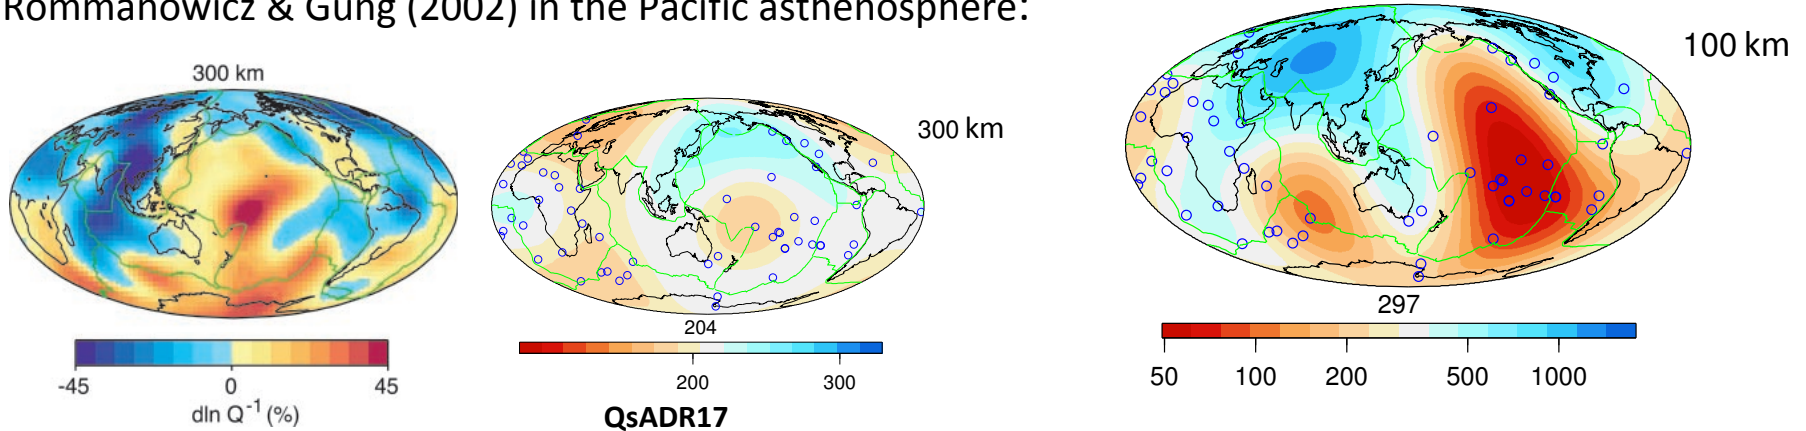 Rommanowicz & Gung (2002) in the Pacific asthenosphere:
300 km
300 km
100 km
-45 0 45
dln Q⁻¹ (%)
204
200 300
QsADR17
297
50 100 200 500 1000